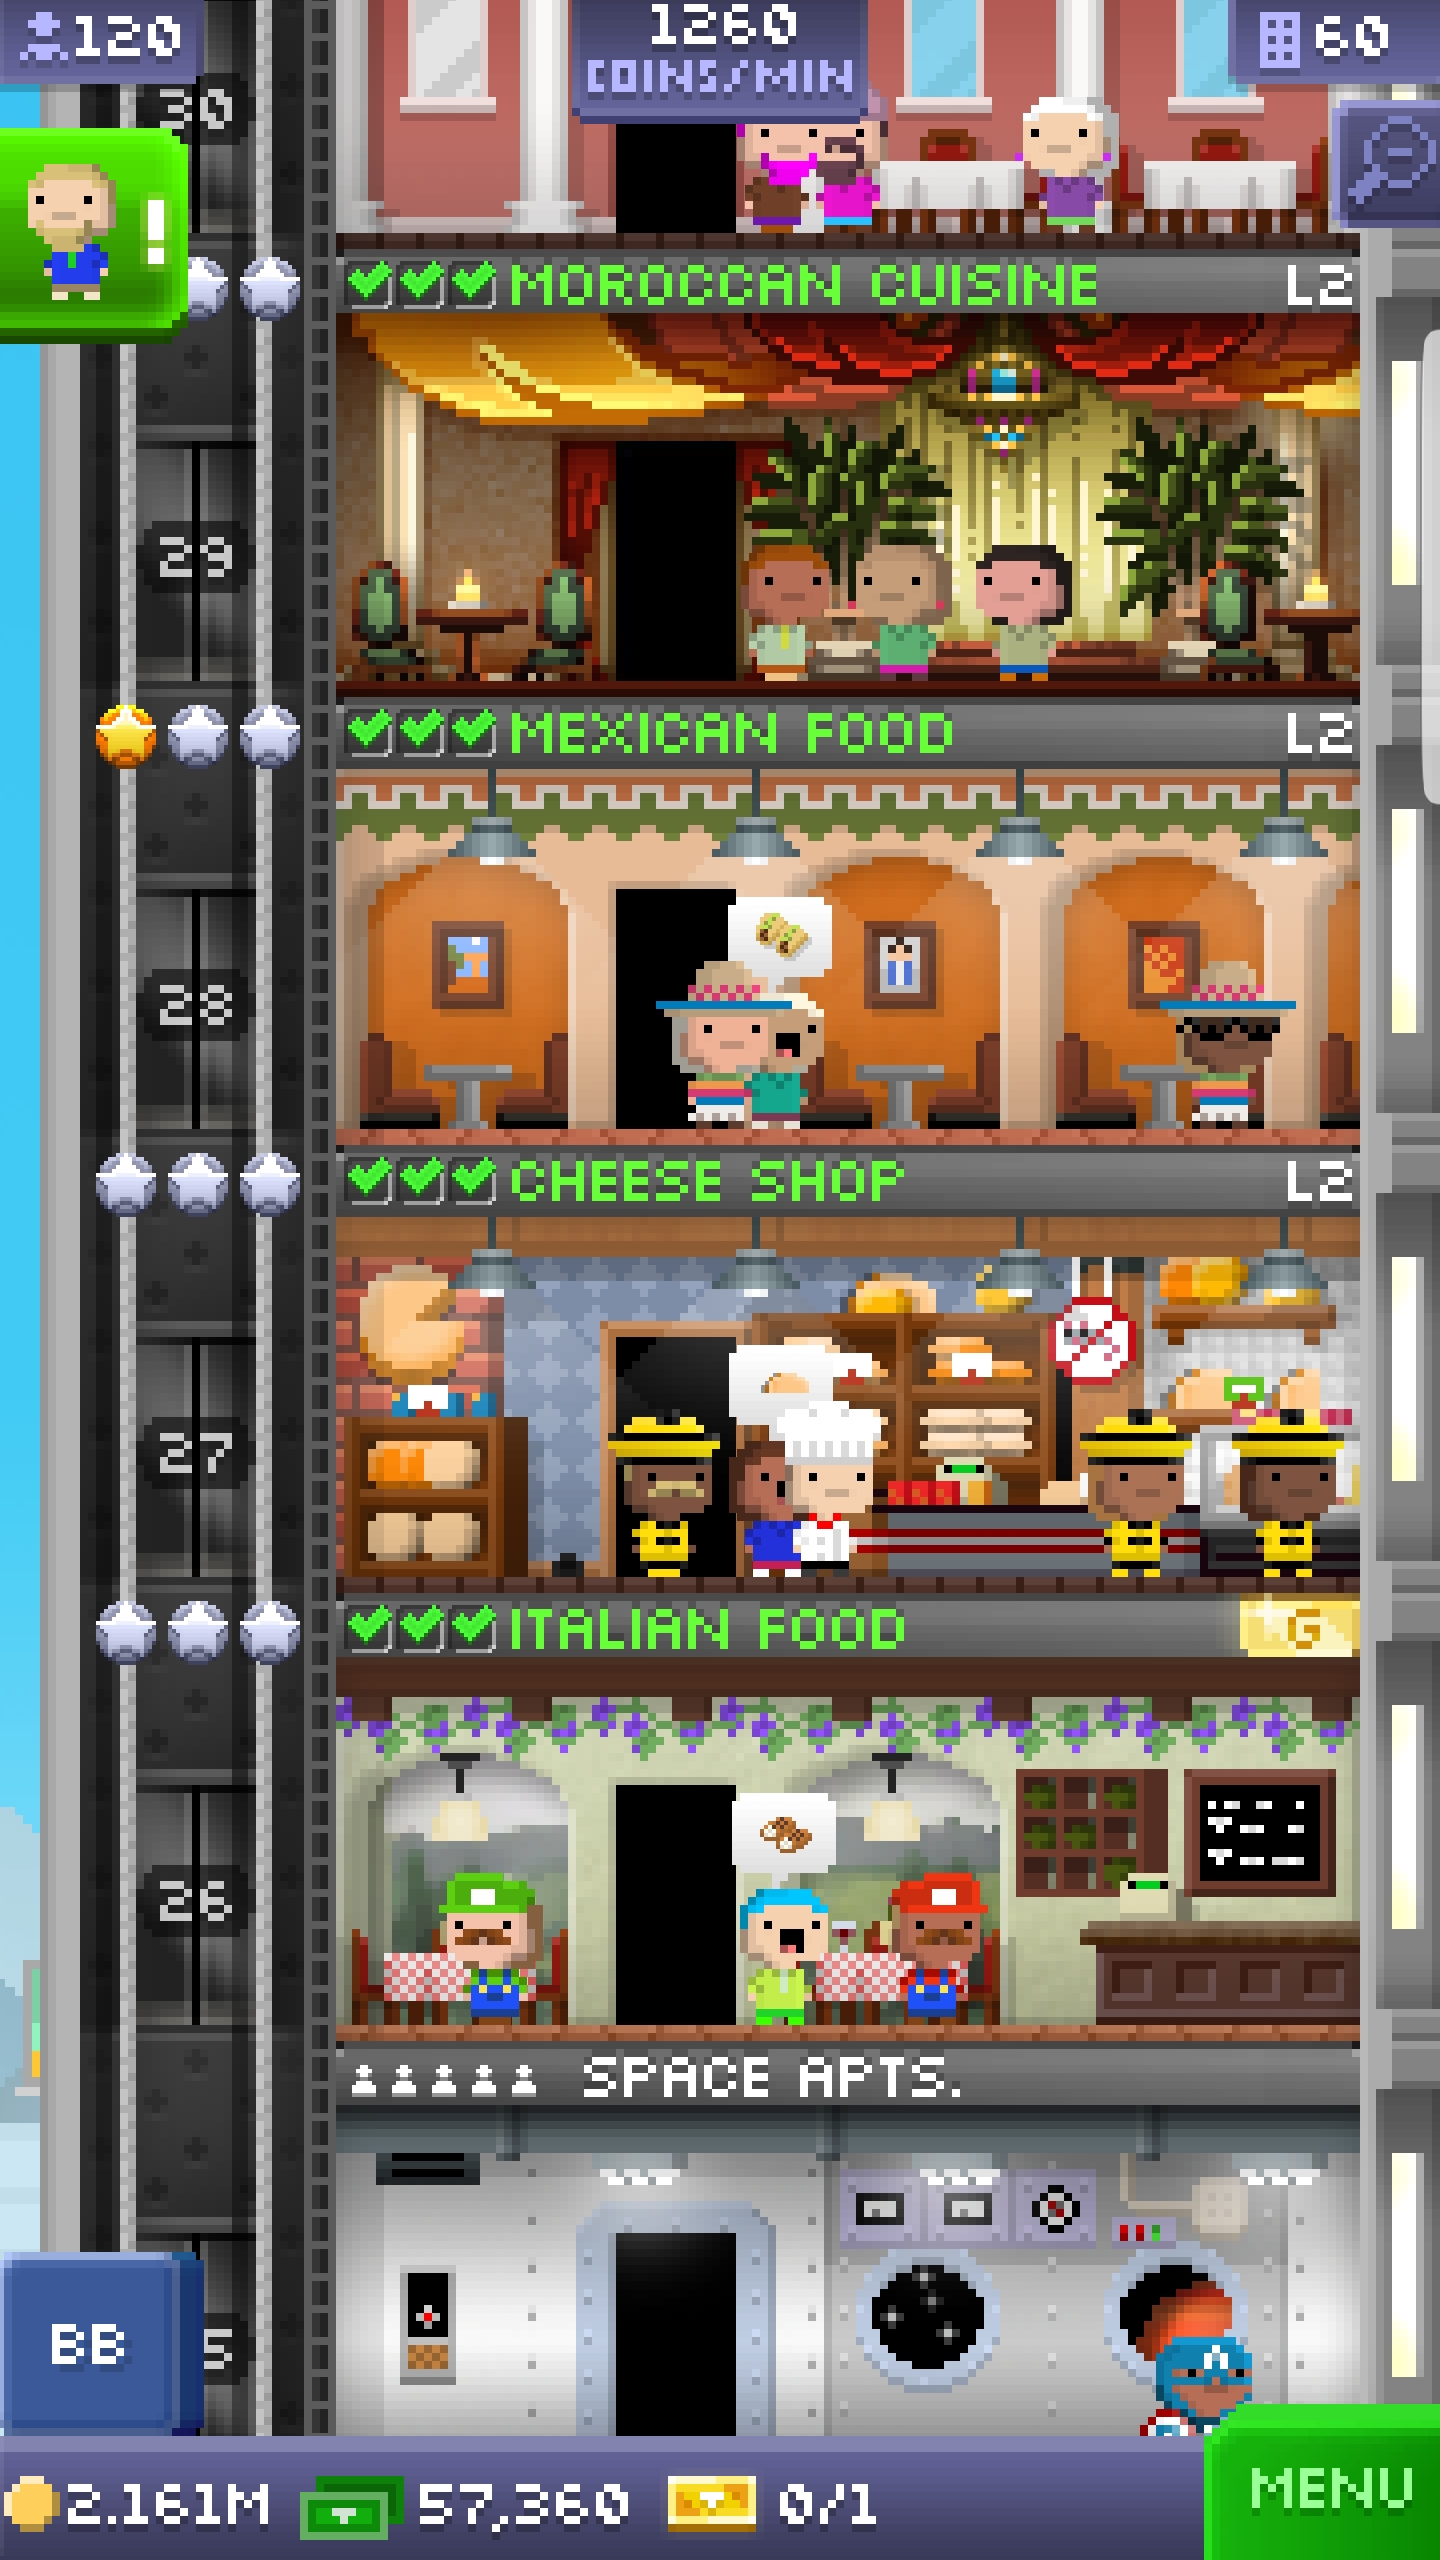 120
1260
COINS/MIN
60
30
!
MOROCCAN CUISINE L2
29
MEXICAN FOOD L2
28
CHEESE SHOP L2
27
ITALIAN FOOD G
26
SPACE APTS.
BB
5
2.161M 57,360 0/1
MENU